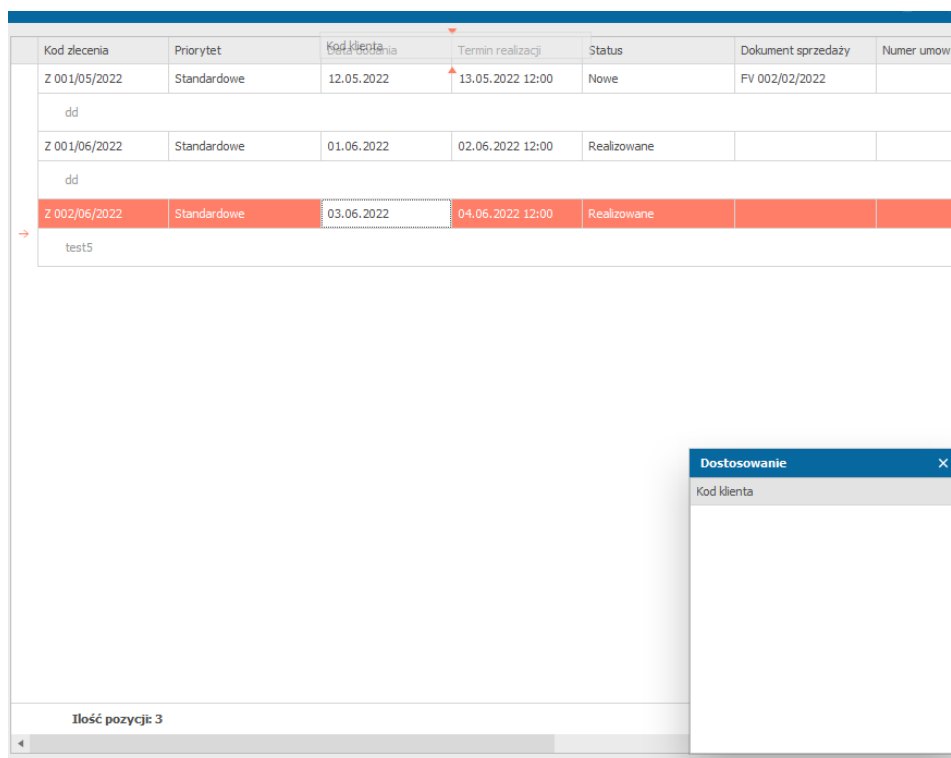 Kod zlecenia Priorytet Kod klienta Data dodania Termin realizacji Status Dokument sprzedaży Numer umow
Z 001/05/2022 Standardowe 12.05.2022 13.05.2022 12:00 Nowe FV 002/02/2022
dd
Z 001/06/2022 Standardowe 01.06.2022 02.06.2022 12:00 Realizowane
dd
Z 002/06/2022 Standardowe 03.06.2022 04.06.2022 12:00 Realizowane
test5
Dostosowanie
Kod klienta
Ilość pozycji: 3